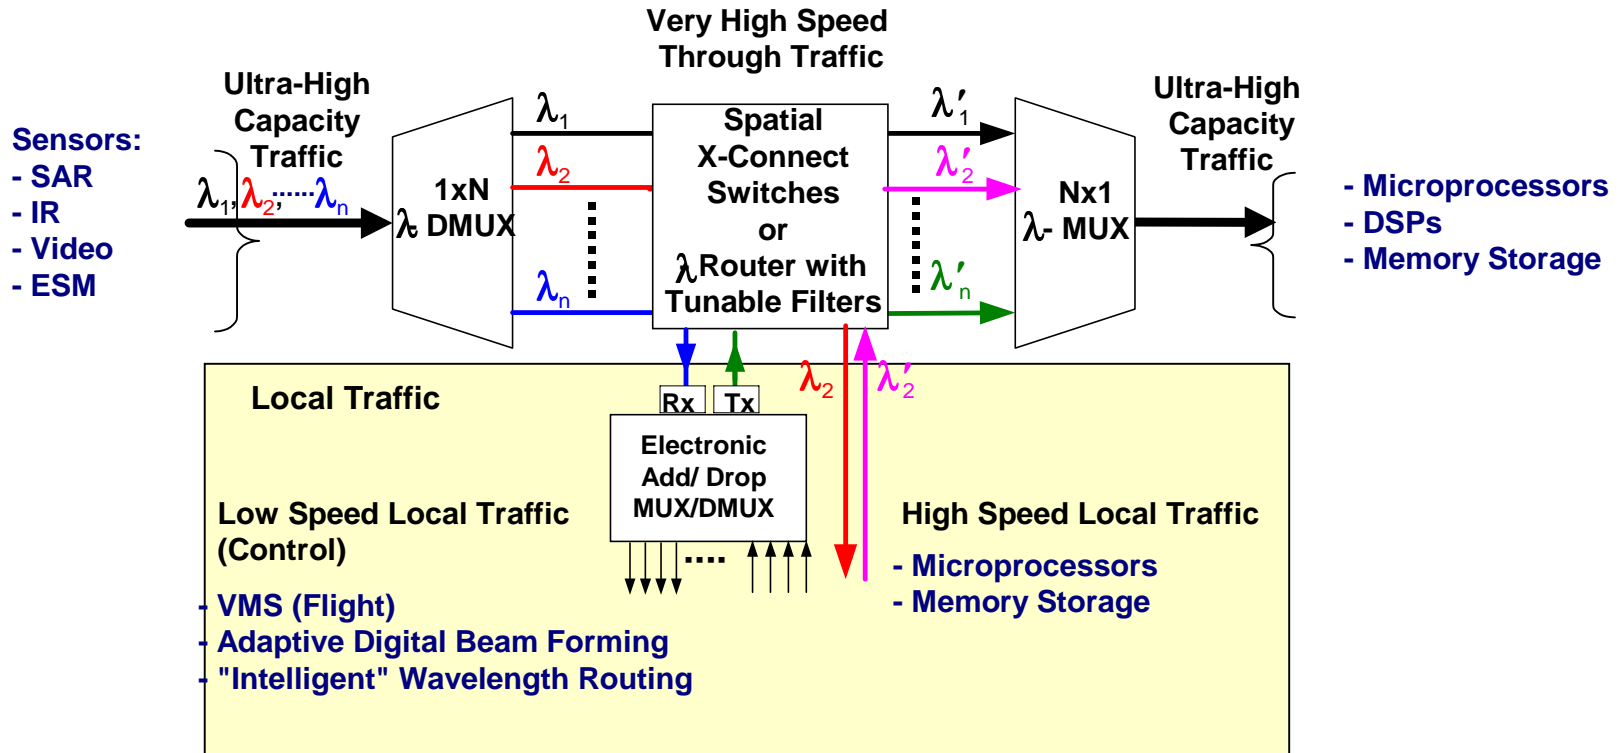 Very High Speed
Through Traffic
Ultra-High
Capacity
Traffic
Sensors:
- SAR
- IR
- Video
- ESM
λ1, λ2,······λn
1xN
λ- DMUX
λ1
λ2
λn
Spatial
X-Connect
Switches
or
λ Router with
Tunable Filters
λ′1
λ′2
λ′n
Nx1
λ- MUX
Ultra-High
Capacity
Traffic
- Microprocessors
- DSPs
- Memory Storage
Local Traffic
Rx
Tx
λ2
λ′2
Electronic
Add/ Drop
MUX/DMUX
Low Speed Local Traffic
(Control)
- VMS (Flight)
- Adaptive Digital Beam Forming
- "Intelligent" Wavelength Routing
High Speed Local Traffic
- Microprocessors
- Memory Storage